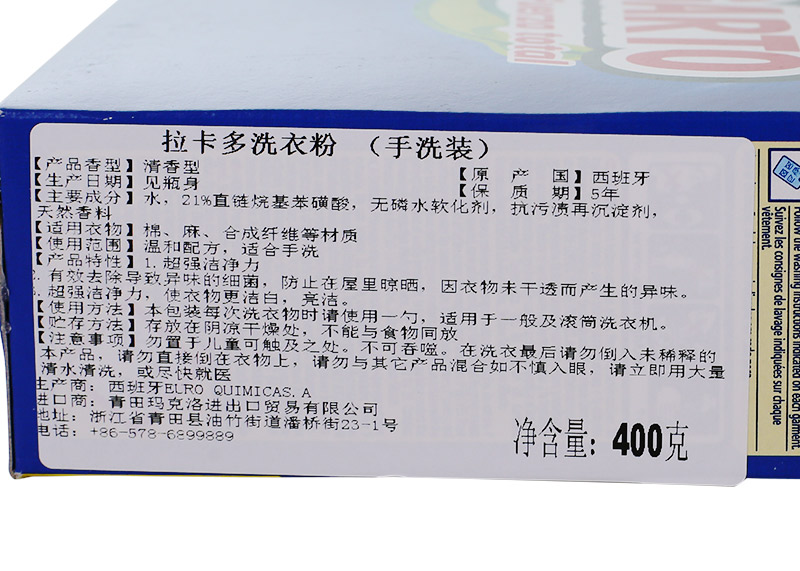 ARTO
total
拉卡多洗衣粉 （手洗装）
【产品香型】清香型 【原 产 国】西班牙
【生产日期】见瓶身 【保 质 期】5年
【主要成分】水，21%直链烷基苯磺酸，无磷水软化剂，抗污渍再沉淀剂，
天然香料
【适用衣物】棉、麻、合成纤维等材质
【使用范围】温和配方，适合手洗
【产品特性】1. 超强洁净力
2. 有效去除导致异味的细菌，防止在屋里晾晒，因衣物未干透而产生的异味。
. 超强洁净力，使衣物更洁白，亮洁。
【使用方法】本包装每次洗衣物时请使用一勺，适用于一般及滚筒洗衣机。
【贮存方法】存放在阴凉干燥处，不能与食物同放
【注意事项】勿置于儿童可触及之处。不可吞噬。在洗衣最后请勿倒入未稀释的
本产品，请勿直接倒在衣物上，请勿与其它产品混合如不慎入眼，请立即用大量
清水清洗，或尽快就医
生产商：西班牙ELRO QUIMICAS.A
进口商：青田玛克洛进出口贸易有限公司
地址：浙江省青田县油竹街道潘桥街23-1号
电话：+86-578-6899889
净含量：400克
Follow the washing instructions indicated on each garment
Suivez les consignes de lavage indiquées sur chaque
vêtement